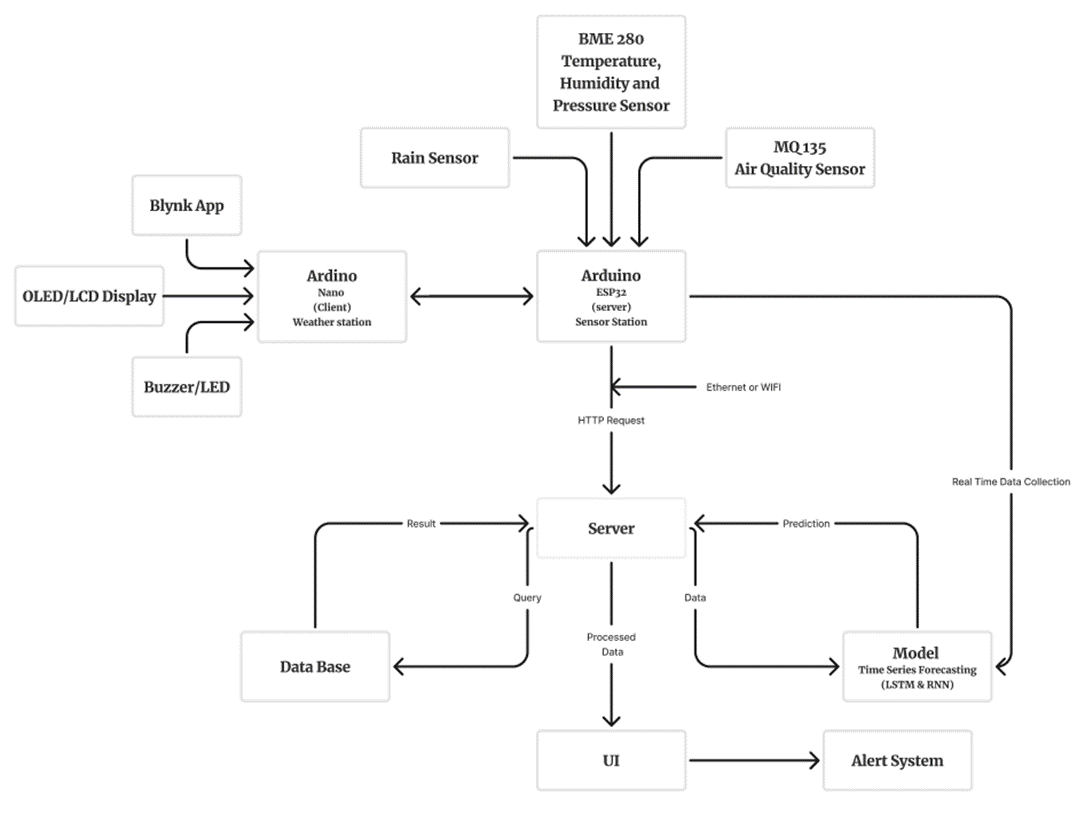 BME 280
Temperature,
Humidity and
Pressure Sensor
Rain Sensor
MQ 135
Air Quality Sensor
Blynk App
OLED/LCD Display
Buzzer/LED
Ardino
Nano
(Client)
Weather station
Arduino
ESP32
(server)
Sensor Station
Ethernet or WIFI
HTTP Request
Real Time Data Collection
Result
Server
Prediction
Query
Data
Processed
Data
Data Base
Model
Time Series Forecasting
(LSTM & RNN)
UI
Alert System